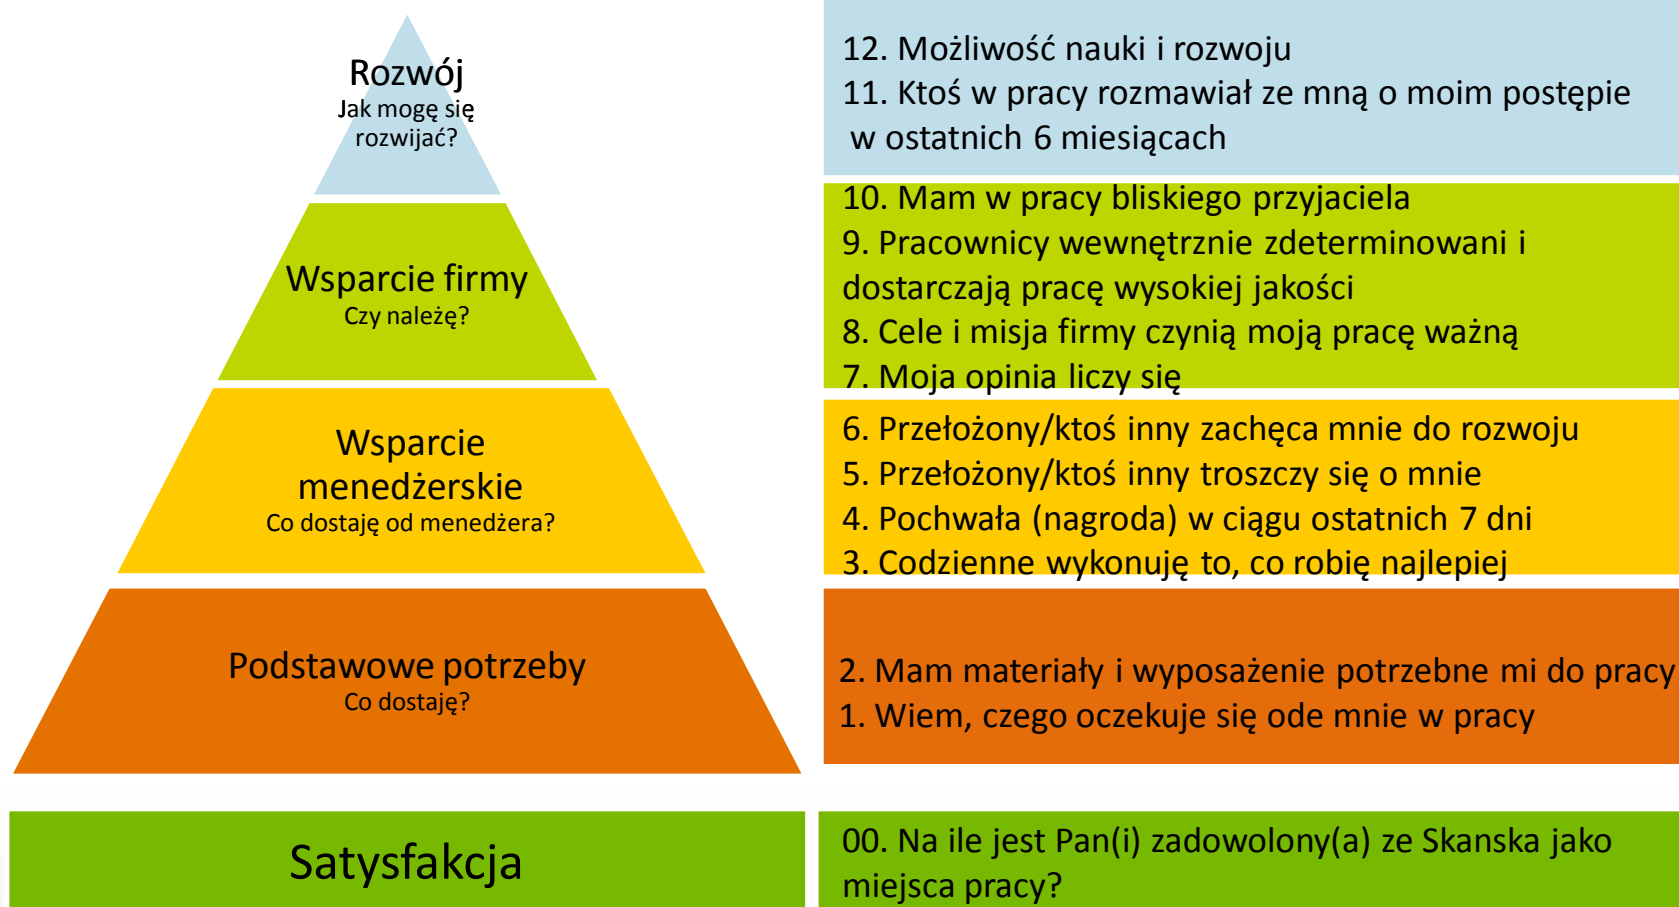 Rozwój
Jak mogę się
rozwijać?
12. Możliwość nauki i rozwoju
11. Ktoś w pracy rozmawiał ze mną o moim postępie
w ostatnich 6 miesiącach
Wsparcie firmy
Czy należę?
10. Mam w pracy bliskiego przyjaciela
9. Pracownicy wewnętrznie zdeterminowani i
dostarczają pracę wysokiej jakości
8. Cele i misja firmy czynią moją pracę ważną
7. Moja opinia liczy się
Wsparcie
menedżerskie
Co dostaję od menedżera?
6. Przełożony/ktoś inny zachęca mnie do rozwoju
5. Przełożony/ktoś inny troszczy się o mnie
4. Pochwała (nagroda) w ciągu ostatnich 7 dni
3. Codzienne wykonuję to, co robię najlepiej
Podstawowe potrzeby
Co dostaję?
2. Mam materiały i wyposażenie potrzebne mi do pracy
1. Wiem, czego oczekuje się ode mnie w pracy
Satysfakcja
00. Na ile jest Pan(i) zadowolony(a) ze Skanska jako
miejsca pracy?